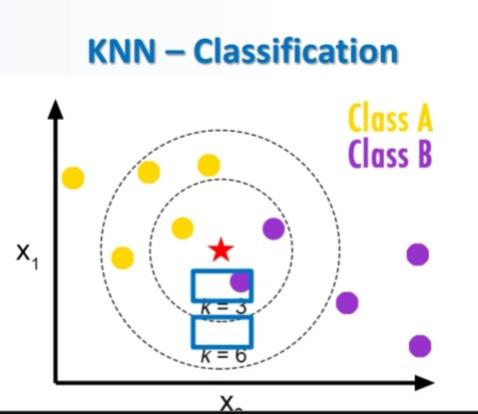 KNN – Classification
Class A
Class B
x₁
k = 3
k = 6